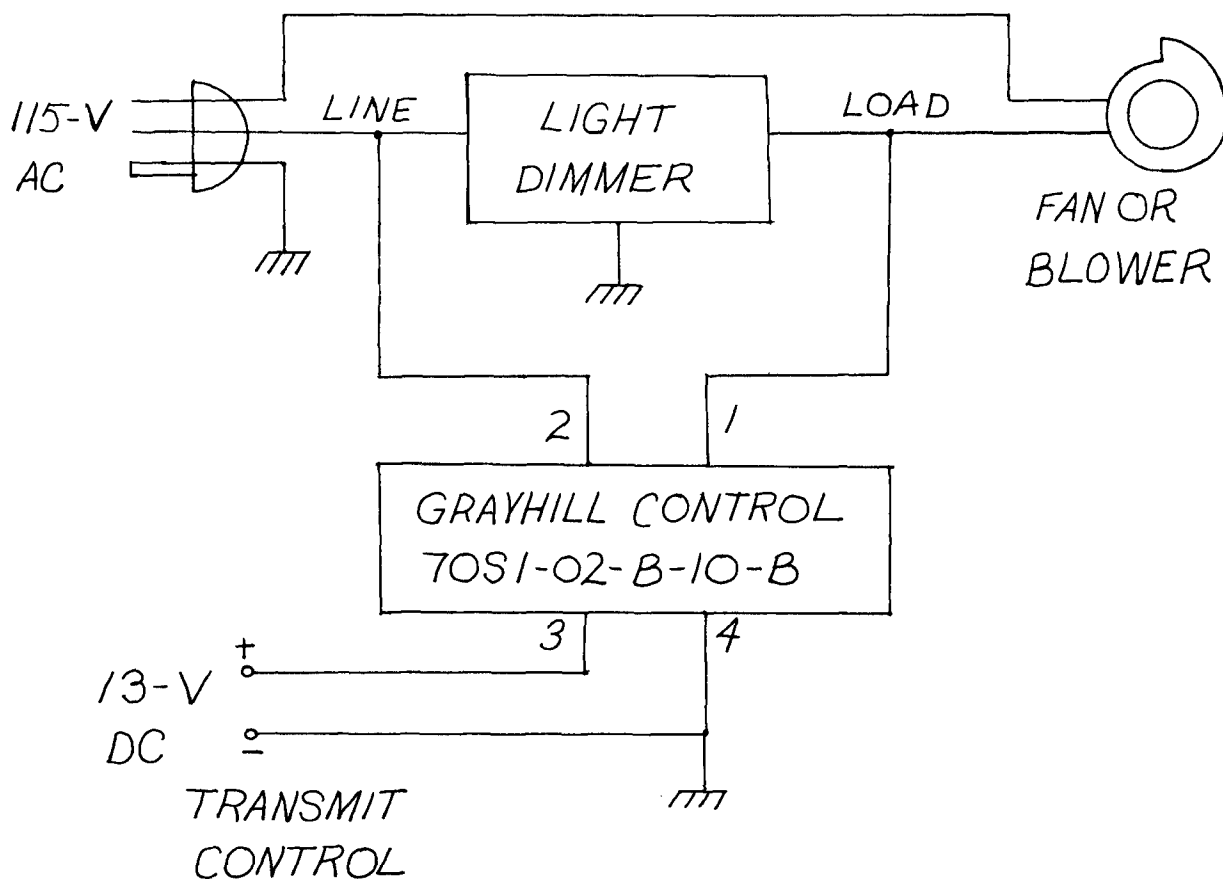 115-V
AC
LINE
LIGHT
DIMMER
LOAD
FAN OR
BLOWER
2
1
GRAYHILL CONTROL
70S1-02-B-10-B
3
4
+
13-V
DC
-
TRANSMIT
CONTROL